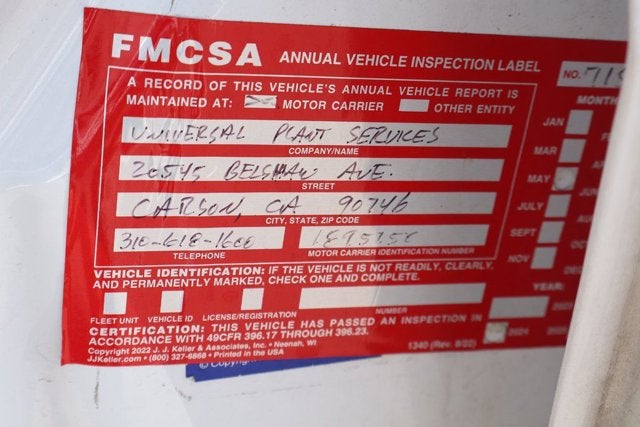 FMCSA ANNUAL VEHICLE INSPECTION LABEL
NO.
A RECORD OF THIS VEHICLE'S ANNUAL VEHICLE REPORT IS
MAINTAINED AT: MOTOR CARRIER OTHER ENTITY
MONTH
UNIVERSAL PLANT SERVICES
COMPANY/NAME
JAN
20545 BELSHAW AVE.
STREET
MAR
MAY
CARSON, CA 90746
CITY, STATE, ZIP CODE
JULY
310-618-1600
TELEPHONE MOTOR CARRIER IDENTIFICATION NUMBER
SEPT
NOV
VEHICLE IDENTIFICATION: IF THE VEHICLE IS NOT READILY, CLEARLY,
AND PERMANENTLY MARKED, CHECK ONE AND COMPLETE.
YEAR:
FLEET UNIT VEHICLE ID LICENSE/REGISTRATION NUMBER
2023
CERTIFICATION: THIS VEHICLE HAS PASSED AN INSPECTION IN
ACCORDANCE WITH 49CFR 396.17 THROUGH 396.23.
2024
Copyright 2022 J. J. Keller & Associates, Inc. • Neenah, WI
JJKeller.com • (800) 327-6868 • Printed in the USA
1340 (Rev. 8/22)